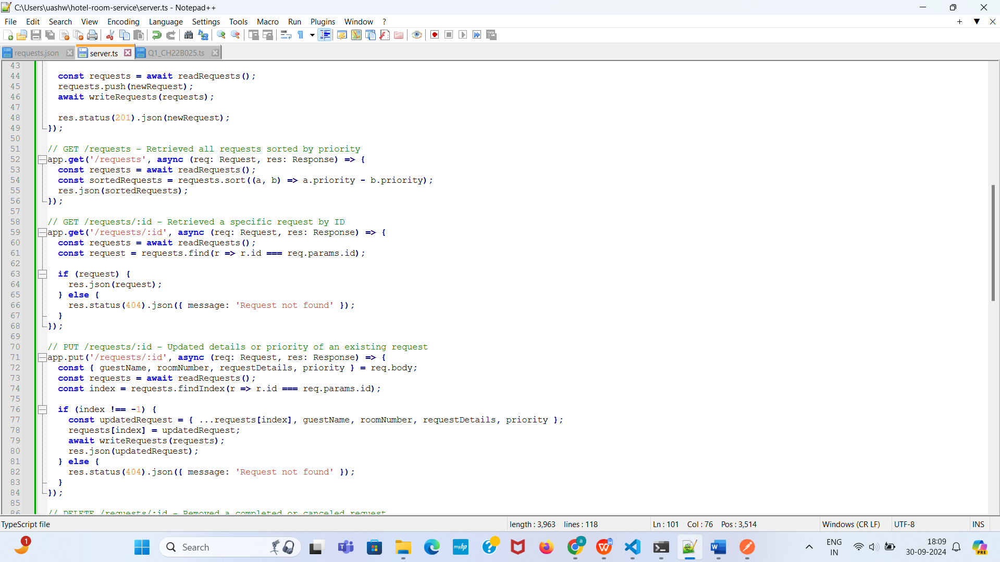 C:\Users\uashw\hotel-room-service\server.ts - Notepad++
File Edit Search View Encoding Language Settings Tools Macro Run Plugins Window ?
requests.json server.ts Q1_CH22B025.ts
43
44 const requests = await readRequests();
45 requests.push(newRequest);
46 await writeRequests(requests);
47
48 res.status(201).json(newRequest);
49 });
50
51 // GET /requests - Retrieved all requests sorted by priority
52 app.get('/requests', async (req: Request, res: Response) => {
53 const requests = await readRequests();
54 const sortedRequests = requests.sort((a, b) => a.priority - b.priority);
55 res.json(sortedRequests);
56 });
57
58 // GET /requests/:id - Retrieved a specific request by ID
59 app.get('/requests/:id', async (req: Request, res: Response) => {
60 const requests = await readRequests();
61 const request = requests.find(r => r.id === req.params.id);
62
63 if (request) {
64 res.json(request);
65 } else {
66 res.status(404).json({ message: 'Request not found' });
67 }
68 });
69
70 // PUT /requests/:id - Updated details or priority of an existing request
71 app.put('/requests/:id', async (req: Request, res: Response) => {
72 const { guestName, roomNumber, requestDetails, priority } = req.body;
73 const requests = await readRequests();
74 const index = requests.findIndex(r => r.id === req.params.id);
75
76 if (index !== -1) {
77 const updatedRequest = { ...requests[index], guestName, roomNumber, requestDetails, priority };
78 requests[index] = updatedRequest;
79 await writeRequests(requests);
80 res.json(updatedRequest);
81 } else {
82 res.status(404).json({ message: 'Request not found' });
83 }
84 });
85
86 // DELETE /requests/:id - Removed a completed or canceled request
TypeScript file length : 3,963 lines : 118 Ln : 101 Col : 76 Pos : 3,514 Windows (CR LF) UTF-8 INS
1 Search myhp a W W ENG 18:09 PRE
IN 30-09-2024